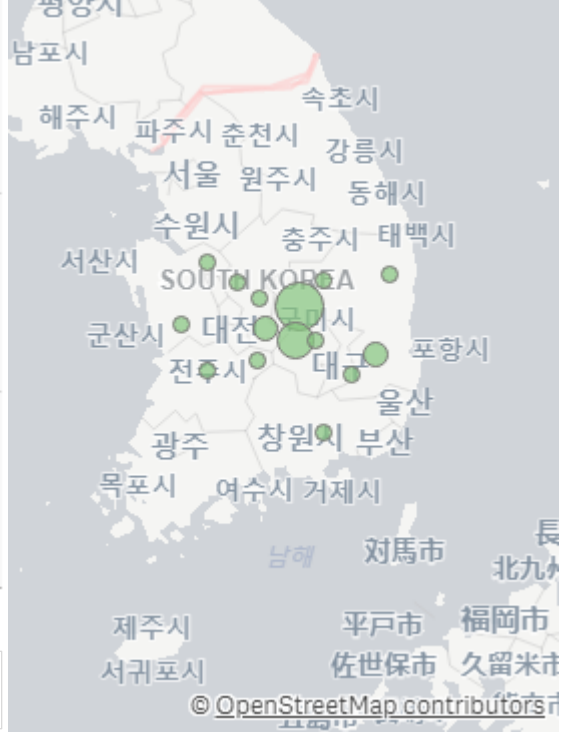 평양시
남포시
해주시
파주시 춘천시
속초시
서울 원주시
강릉시
동해시
수원시
충주시 태백시
서산시
SOUTH KOREA
군산시 대전
구미시
전주시
대구
포항시
울산
광주
창원시 부산
목포시
여수시 거제시
남해
対馬市
長
北九州
제주시
平戸市
福岡市
서귀포시
佐世保市
久留米市
© OpenStreetMap contributors